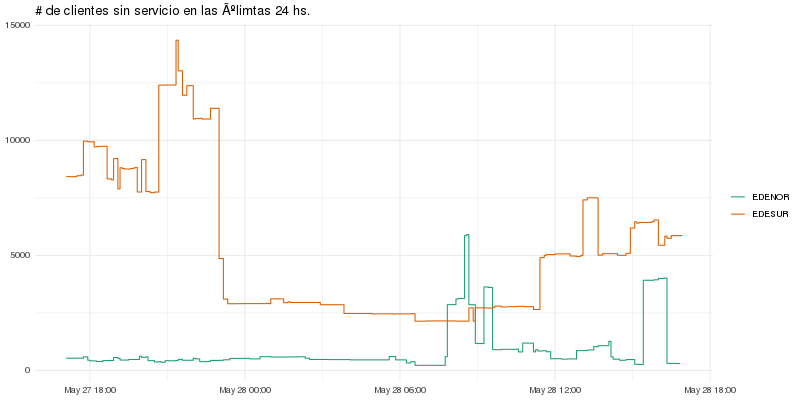 # de clientes sin servicio en las Ãºlimtas 24 hs.
15000
10000
5000
0
May 27 18:00
May 28 00:00
May 28 06:00
May 28 12:00
May 28 18:00
EDENOR
EDESUR